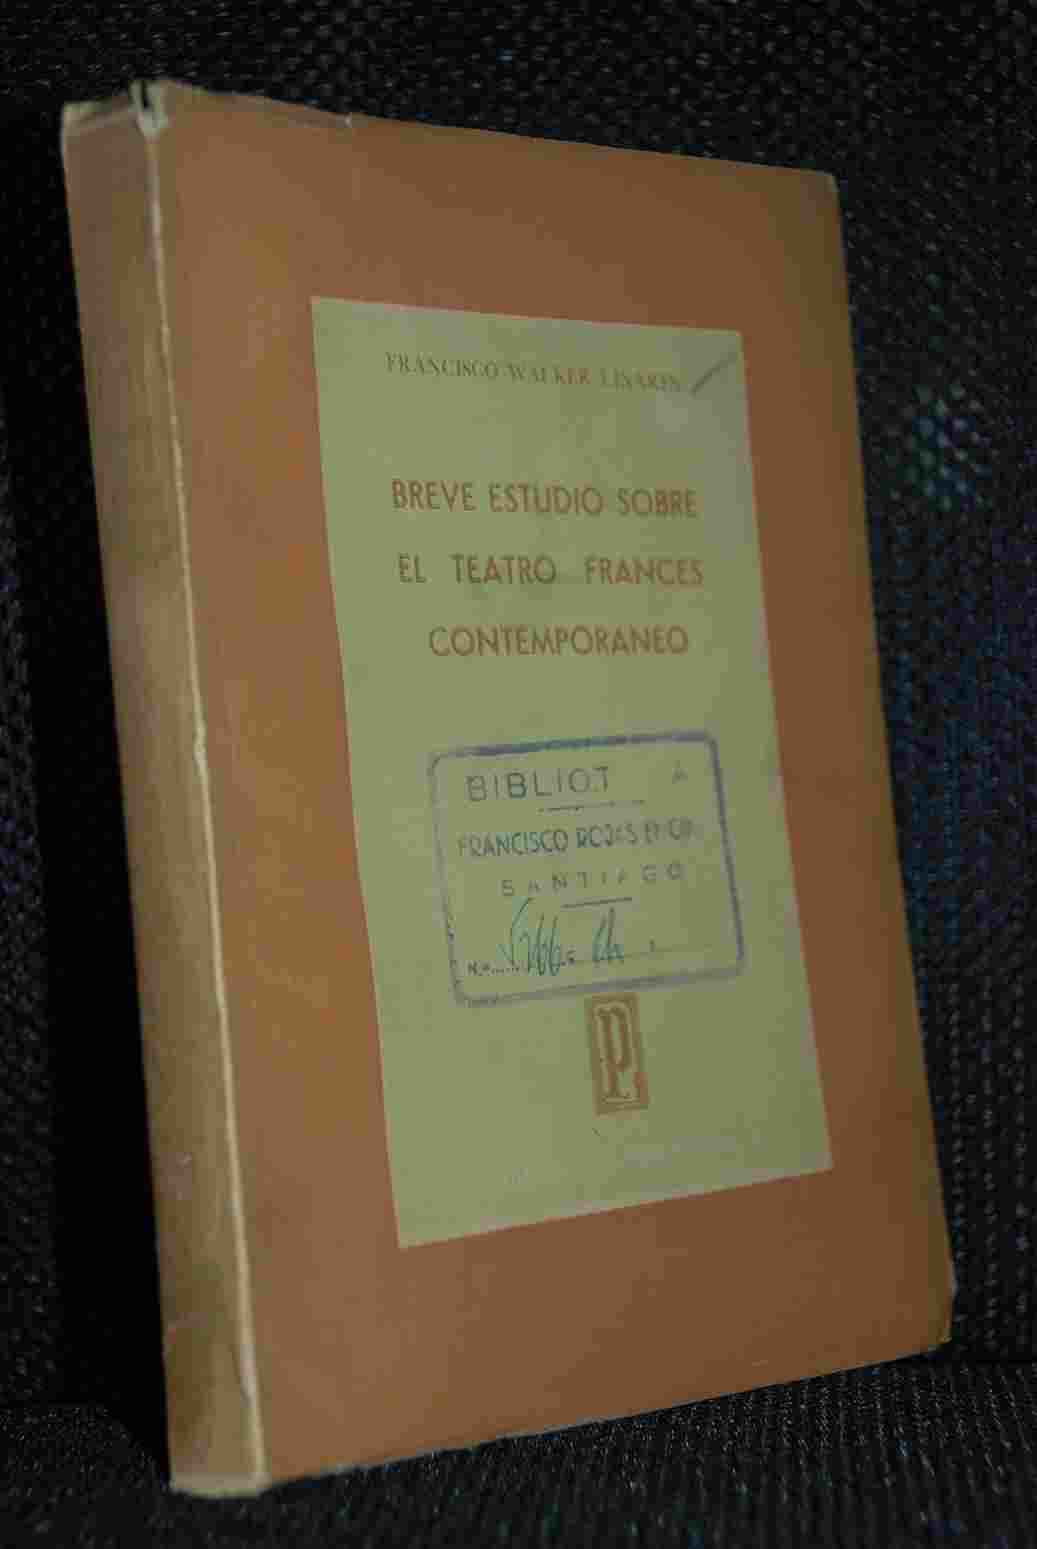 FRANCISCO WALKER LINARES
BREVE ESTUDIO SOBRE
EL TEATRO FRANCES
CONTEMPORANEO
BIBLIOT A
FRANCISCO ROJAS
SANTIAGO
N.o
P